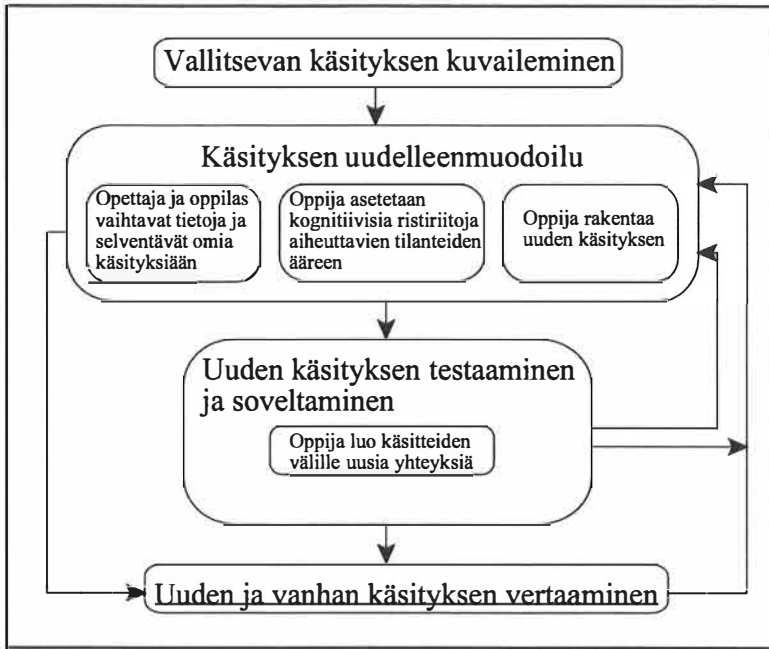 Vallitsevan käsityksen kuvaileminen
Käsityksen uudelleenmuodoilu
Opettaja ja oppilas
vaihtavat tietoja ja
selventävät omia
käsityksiään
Oppija asetetaan
kognitiivisia ristiriitoja
aiheuttavien tilanteiden
ääreen
Oppija rakentaa
uuden käsityksen
Uuden käsityksen testaaminen
ja soveltaminen
Oppija luo käsitteiden
välille uusia yhteyksiä
Uuden ja vanhan käsityksen vertaaminen